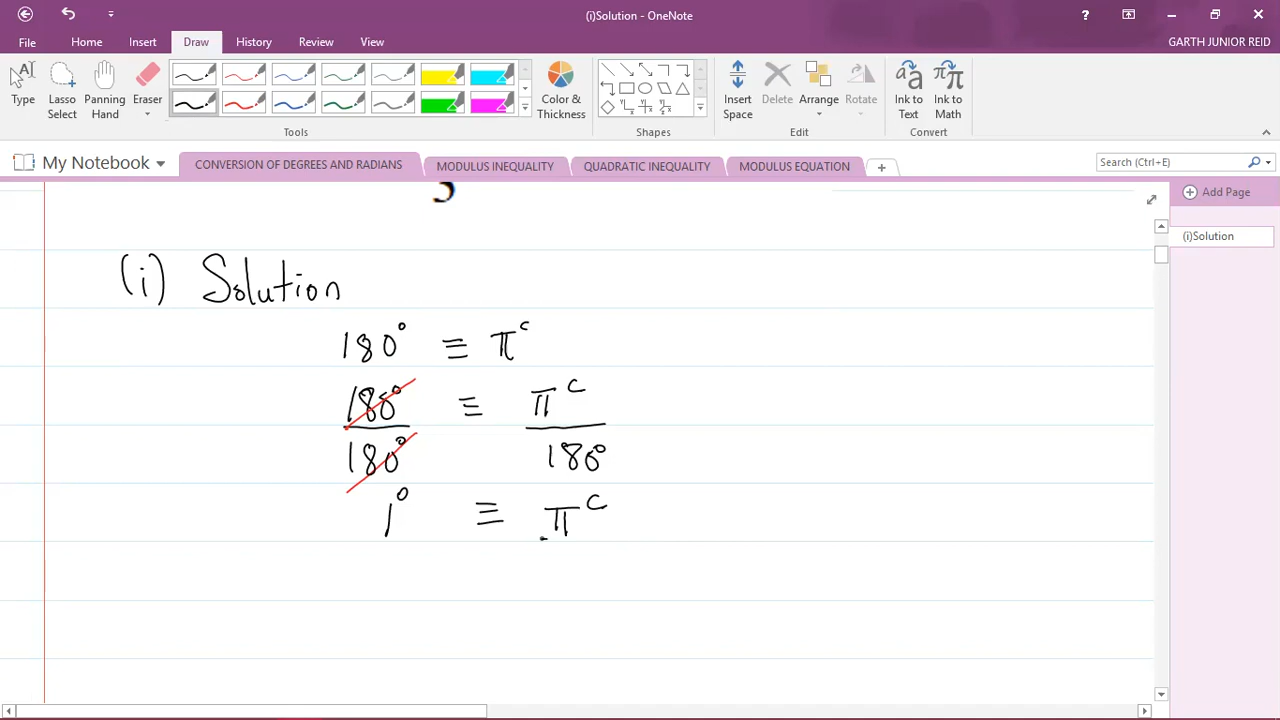 (i)Solution - OneNote
?
File Home Insert Draw History Review View
GARTH JUNIOR REID
Type
Lasso Select
Panning Hand
Eraser
Color & Thickness
Insert Space
Delete
Arrange
Rotate
Ink to Text
Ink to Math
Tools
Shapes
Edit
Convert
My Notebook
CONVERSION OF DEGREES AND RADIANS
MODULUS INEQUALITY
QUADRATIC INEQUALITY
MODULUS EQUATION
Search (Ctrl+E)
Add Page
(i)Solution
(i) Solution
180° ≡ π^c
180° / 180° ≡ π^c / 180°
1° ≡ π^c